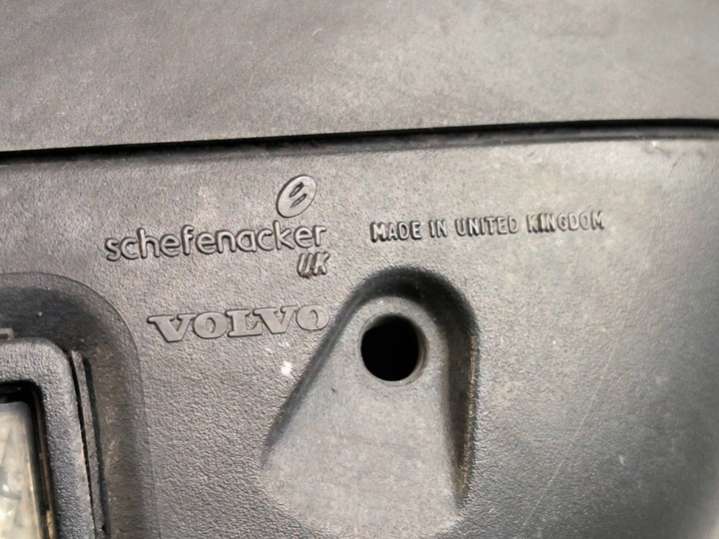 schefenacker
UK
MADE IN UNITED KINGDOM
VOLVO